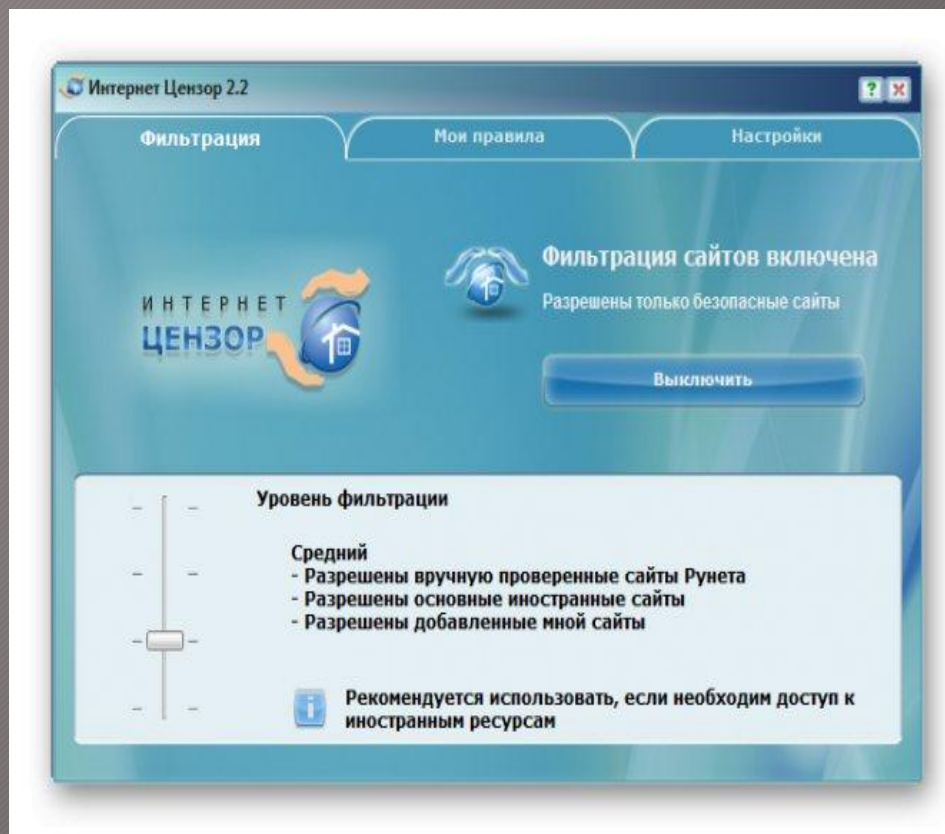 Интернет Цензор 2.2
Фильтрация
Мои правила
Настройки
ИНТЕРНЕТ
ЦЕНЗОР
Фильтрация сайтов включена
Разрешены только безопасные сайты
Выключить
Уровень фильтрации
Средний
- Разрешены вручную проверенные сайты Рунета
- Разрешены основные иностранные сайты
- Разрешены добавленные мной сайты
Рекомендуется использовать, если необходим доступ к
иностранным ресурсам